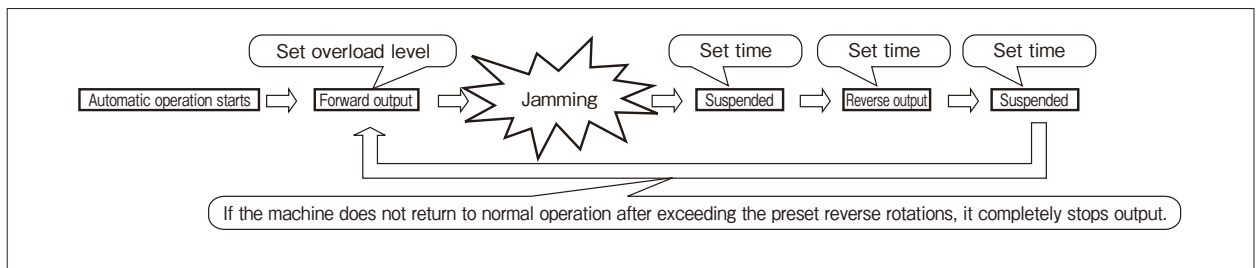 Set overload level
Set time
Set time
Set time
Automatic operation starts
Forward output
Jamming
Suspended
Reverse output
Suspended
If the machine does not return to normal operation after exceeding the preset reverse rotations, it completely stops output.